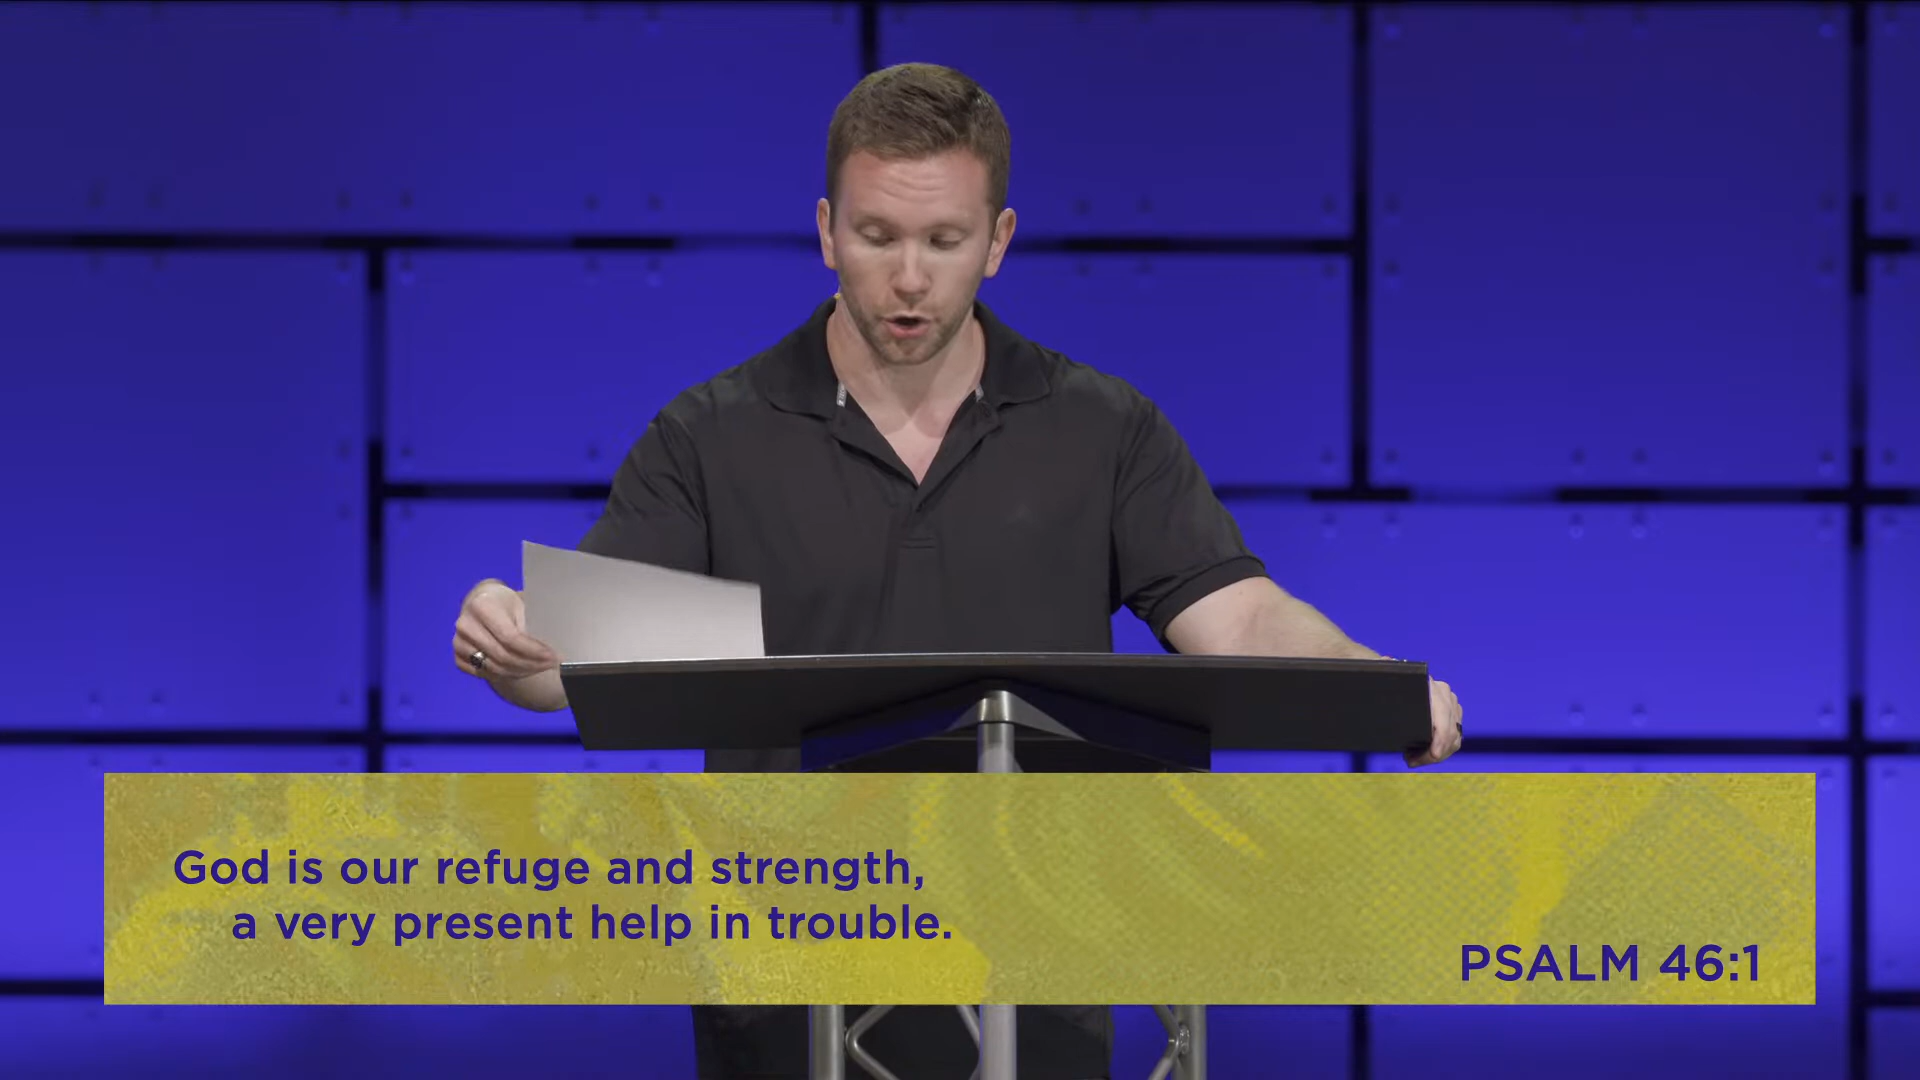 God is our refuge and strength,
a very present help in trouble.
PSALM 46:1